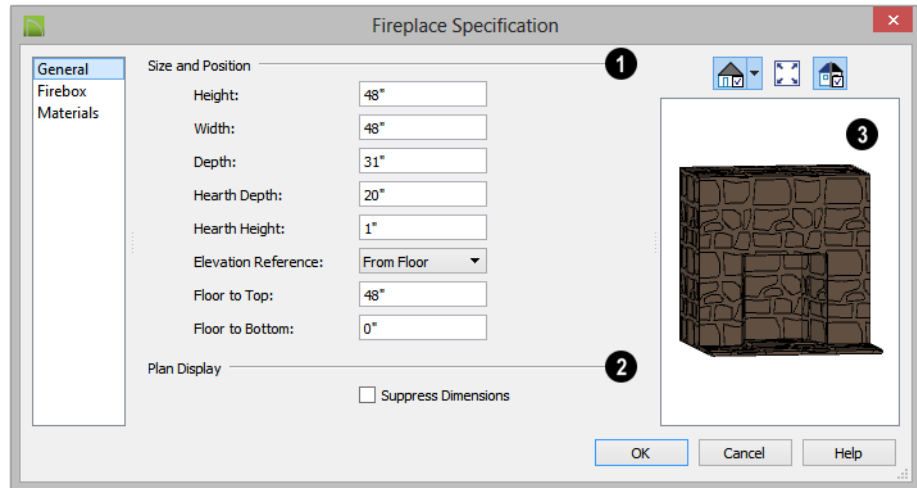 Fireplace Specification
General
Firebox
Materials
Size and Position 1
Height: 48"
Width: 48"
Depth: 31"
Hearth Depth: 20"
Hearth Height: 1"
Elevation Reference: From Floor
Floor to Top: 48"
Floor to Bottom: 0"
Plan Display 2
Suppress Dimensions
3
OK Cancel Help